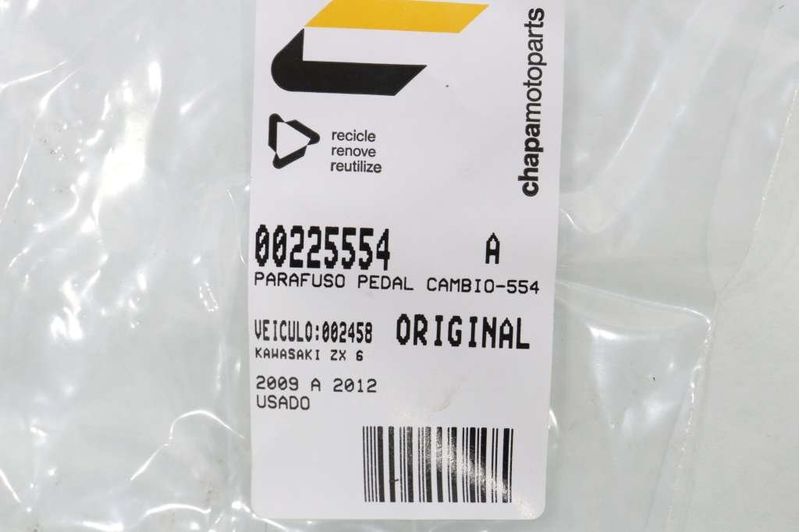 chapamotoparts
recicle
renove
reutilize
00225554 A
PARAFUSO PEDAL CAMBIO-554
VEICULO:002458 ORIGINAL
KAWASAKI ZX 6
2009 A 2012
USADO